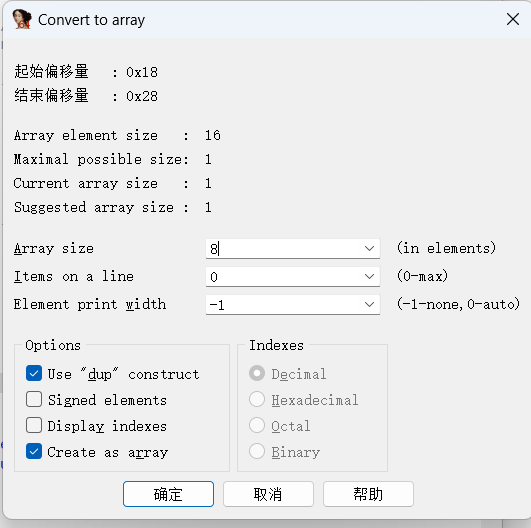 Convert to array
起始偏移量 : 0x18
结束偏移量 : 0x28
Array element size : 16
Maximal possible size: 1
Current array size : 1
Suggested array size : 1
Array size 8 (in elements)
Items on a line 0 (0-max)
Element print width -1 (-1-none,0-auto)
Options
Use "dup" construct
Signed elements
Display indexes
Create as array
Indexes
Decimal
Hexadecimal
Octal
Binary
确定 取消 帮助